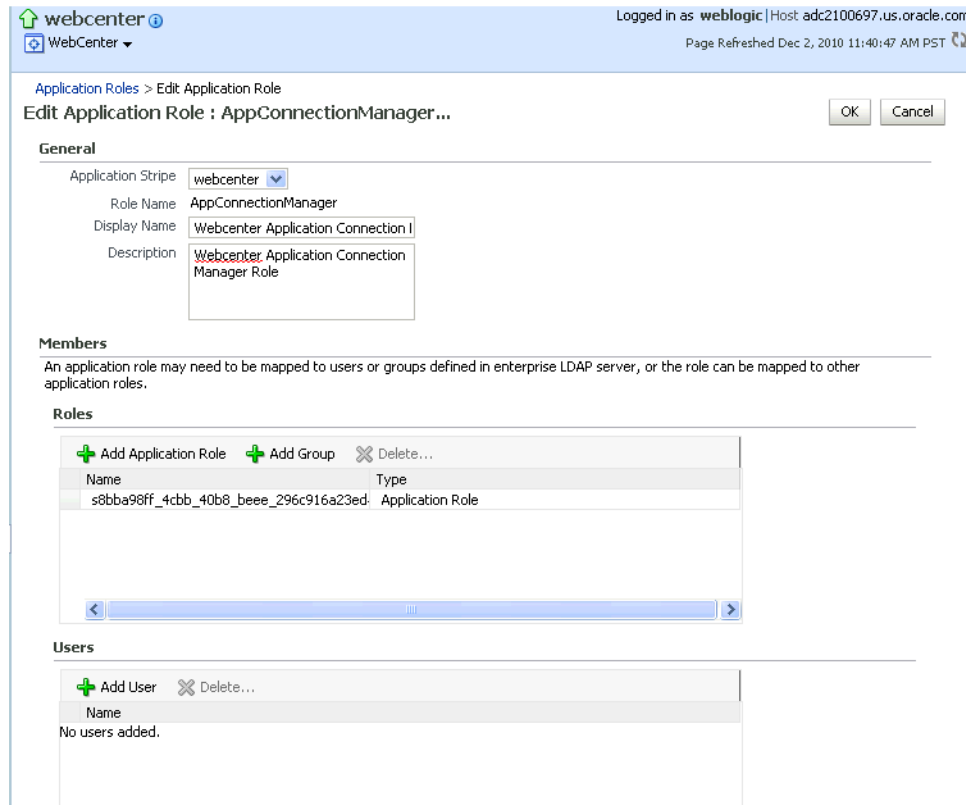 webcenter
Logged in as weblogic|Host adc2100697.us.oracle.com
WebCenter
Page Refreshed Dec 2, 2010 11:40:47 AM PST
Application Roles > Edit Application Role
Edit Application Role : AppConnectionManager...
OK Cancel
General
Application Stripe webcenter
Role Name AppConnectionManager
Display Name Webcenter Application Connection
Description Webcenter Application Connection
Manager Role
Members
An application role may need to be mapped to users or groups defined in enterprise LDAP server, or the role can be mapped to other
application roles.
Roles
Add Application Role Add Group Delete...
Name Type
s8bba98ff_4cbb_40b8_beee_296c916a23ed- Application Role
Users
Add User Delete...
Name
No users added.